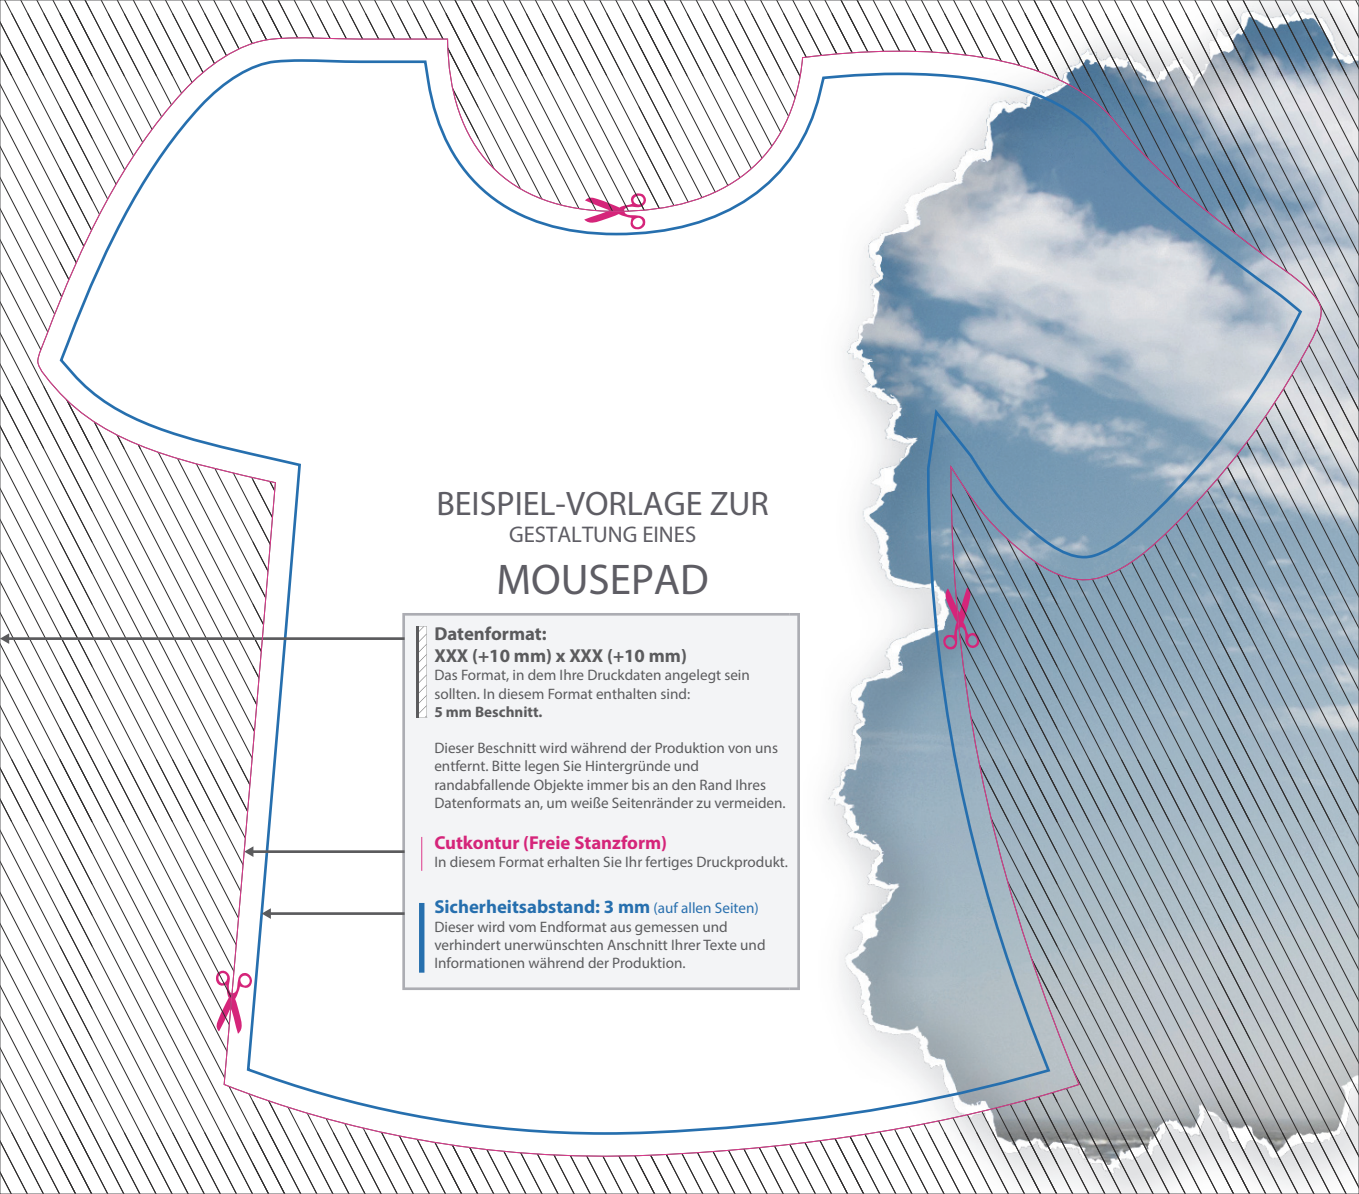 BEISPIEL-VORLAGE ZUR
GESTALTUNG EINES
MOUSEPAD
Datenformat:
XXX (+10 mm) x XXX (+10 mm)
Das Format, in dem Ihre Druckdaten angelegt sein
sollten. In diesem Format enthalten sind:
5 mm Beschnitt.
Dieser Beschnitt wird während der Produktion von uns
entfernt. Bitte legen Sie Hintergründe und
randabfallende Objekte immer bis an den Rand Ihres
Datenformats an, um weiße Seitenränder zu vermeiden.
Cutkontur (Freie Stanzform)
In diesem Format erhalten Sie Ihr fertiges Druckprodukt.
Sicherheitsabstand: 3 mm (auf allen Seiten)
Dieser wird vom Endformat aus gemessen und
verhindert unerwünschten Anschnitt Ihrer Texte und
Informationen während der Produktion.